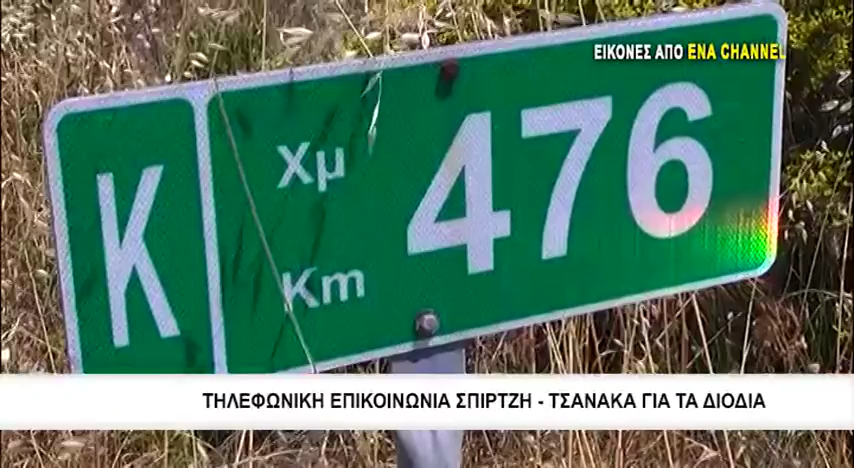 ΕΙΚΟΝΕΣ ΑΠΟ ENA CHANNEL
Κ
Χμ
Km
476
ΤΗΛΕΦΩΝΙΚΗ ΕΠΙΚΟΙΝΩΝΙΑ ΣΠΙΡΤΖΗ - ΤΣΑΝΑΚΑ ΓΙΑ ΤΑ ΔΙΟΔΙΑ